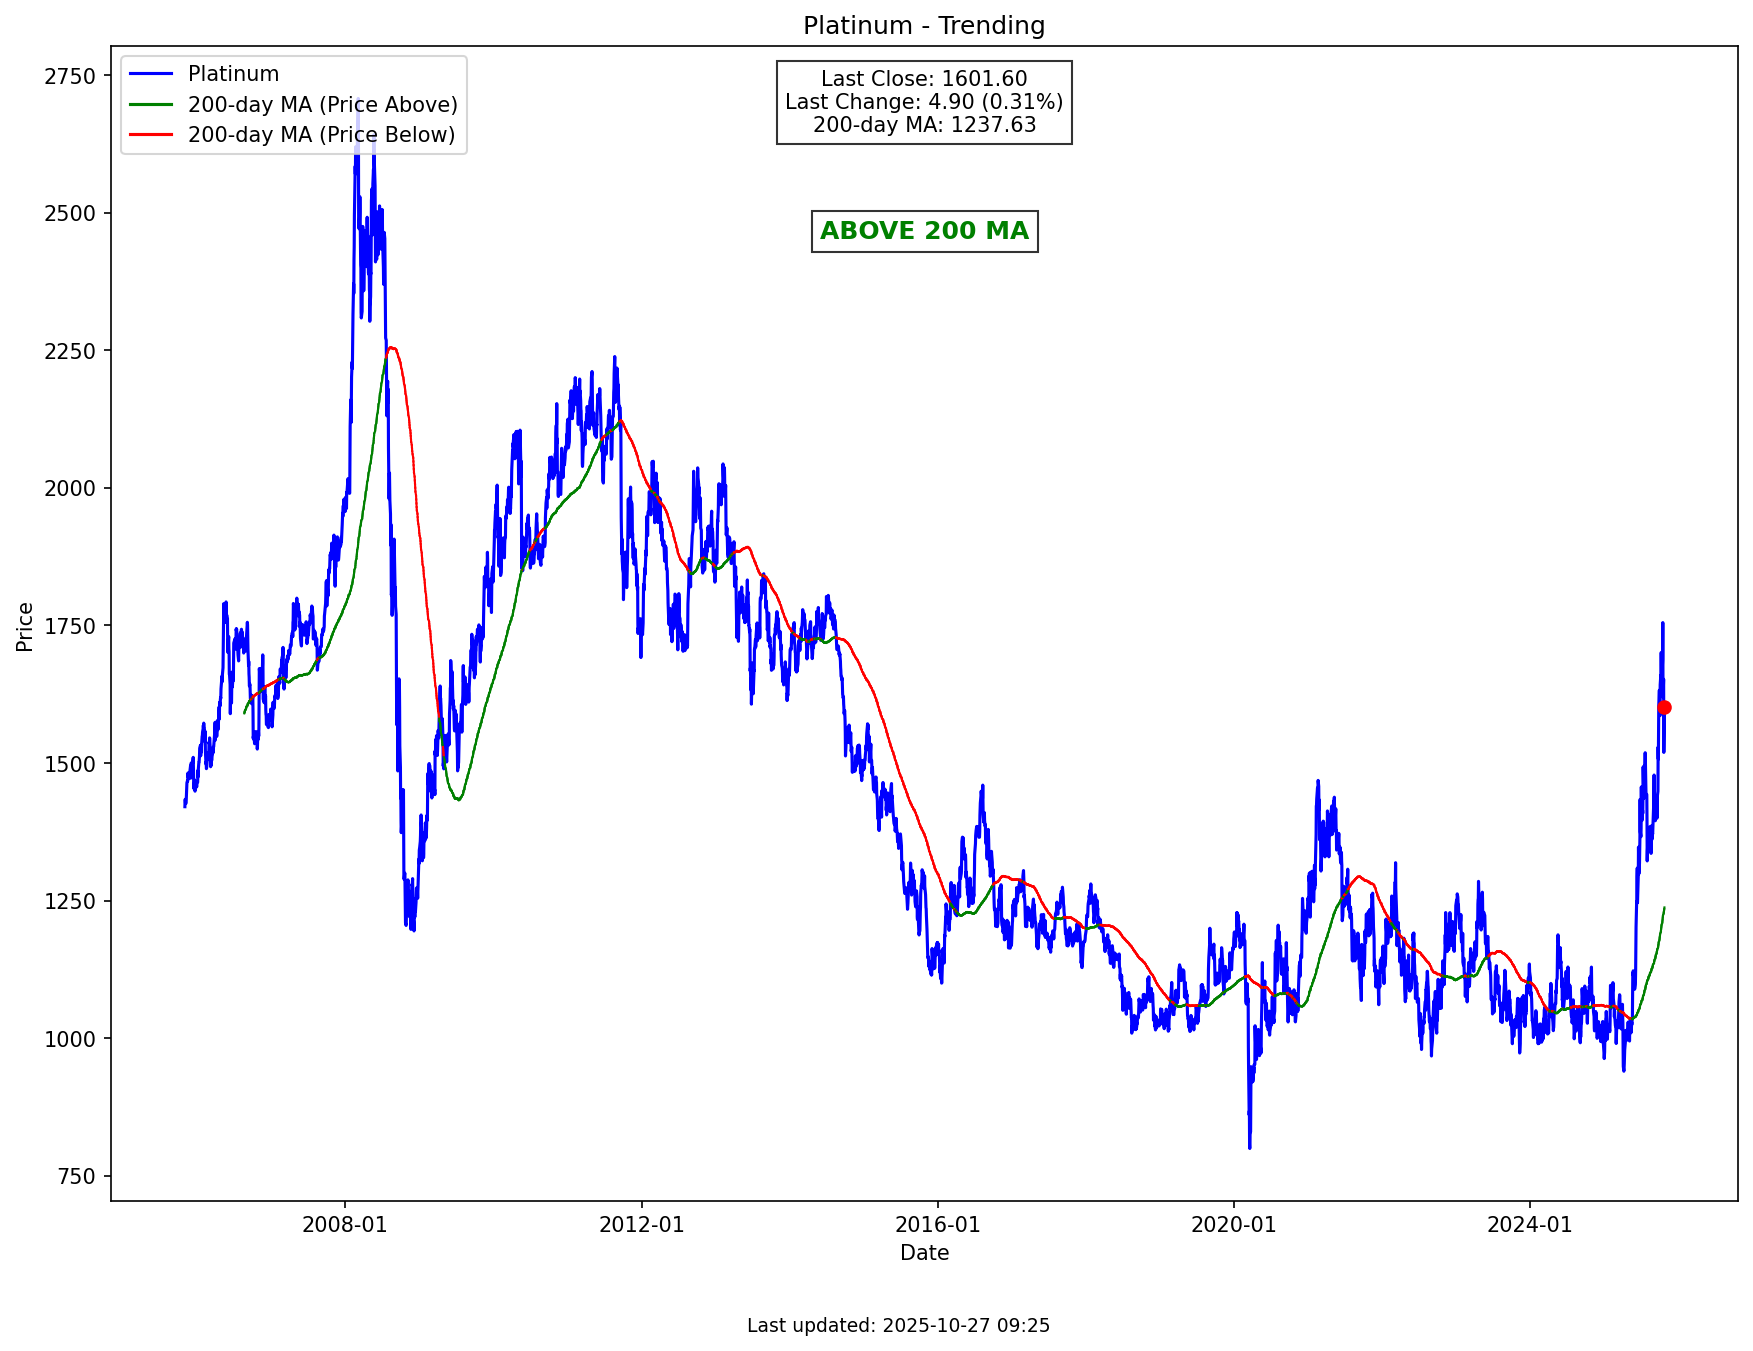 Platinum - Trending
Platinum
200-day MA (Price Above)
200-day MA (Price Below)
Last Close: 1601.60
Last Change: 4.90 (0.31%)
200-day MA: 1237.63
ABOVE 200 MA
2750
2500
2250
2000
1750
1500
1250
1000
750
Price
2008-01
2012-01
2016-01
2020-01
2024-01
Date
Last updated: 2025-10-27 09:25